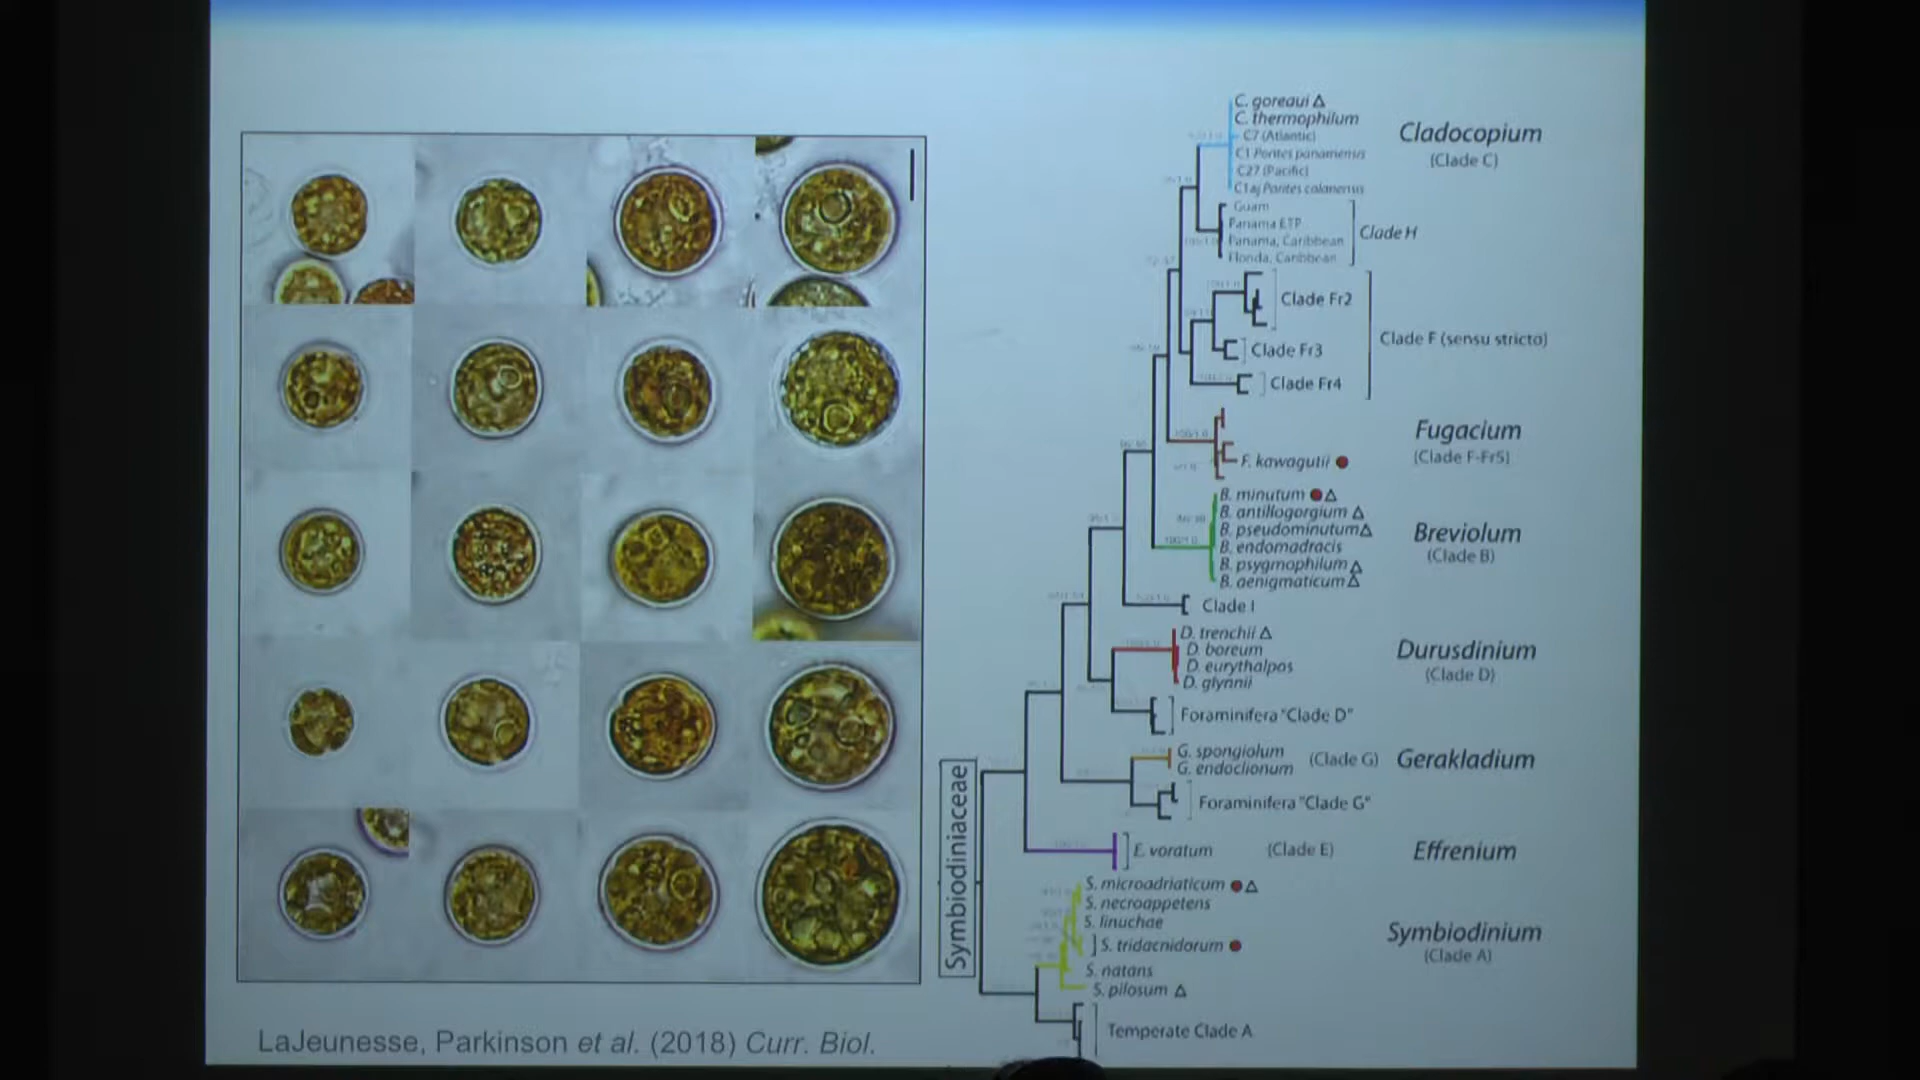 C. goreaui △
C. thermophilum
C7 (Atlantic)
C1 Porites panamensis
C27 (Pacific)
C1aj Porites
Cladocopium
(Clade C)
Guam
Panama ETP
Panama, Caribbean
Florida, Caribbean
Clade H
Clade Fr2
Clade Fr3
Clade Fr4
Clade F (sensu stricto)
Fugacium
(Clade F-Fr5)
F. kawagutii ●
B. minutum ●△
B. antillogorgium △
B. pseudominutum△
B. endomadracis
B. psygmophilum△
B. aenigmaticum△
Breviolum
(Clade B)
Clade I
D. trenchii △
D. boreum
D. eurythalpos
D. glynnii
Durusdinium
(Clade D)
Foraminifera "Clade D"
G. spongiolum
G. endoclionum
(Clade G) Gerakladium
Foraminifera "Clade G"
E. voratum (Clade E) Effrenium
Symbiodiniaceae
S. microadriaticum ●△
S. necroappetens
S. linuchae
S. tridacnidorum ●
S. natans
S. pilosum △
Symbiodinium
(Clade A)
Temperate Clade A
LaJeunesse, Parkinson et al. (2018) Curr. Biol.